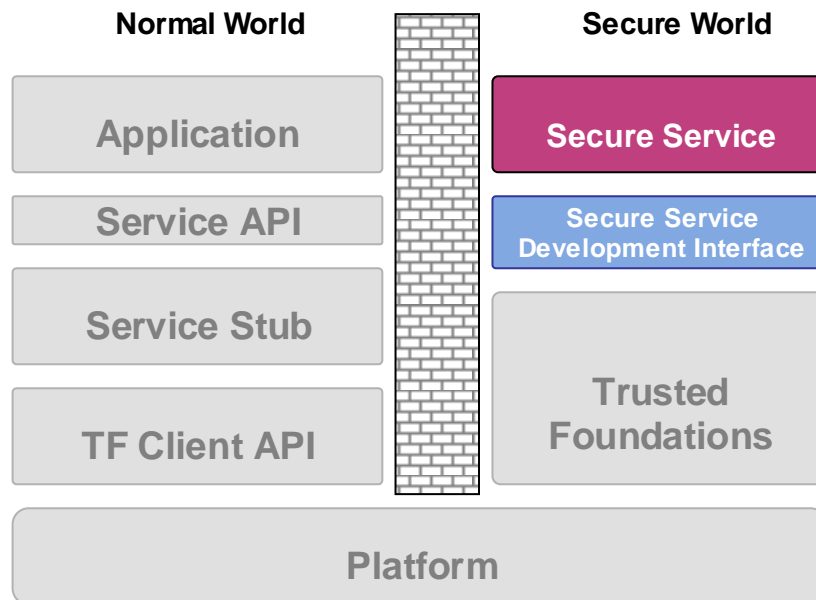 Normal World
Secure World
Application
Secure Service
Service API
Secure Service
Development Interface
Service Stub
Trusted
Foundations
TF Client API
Platform